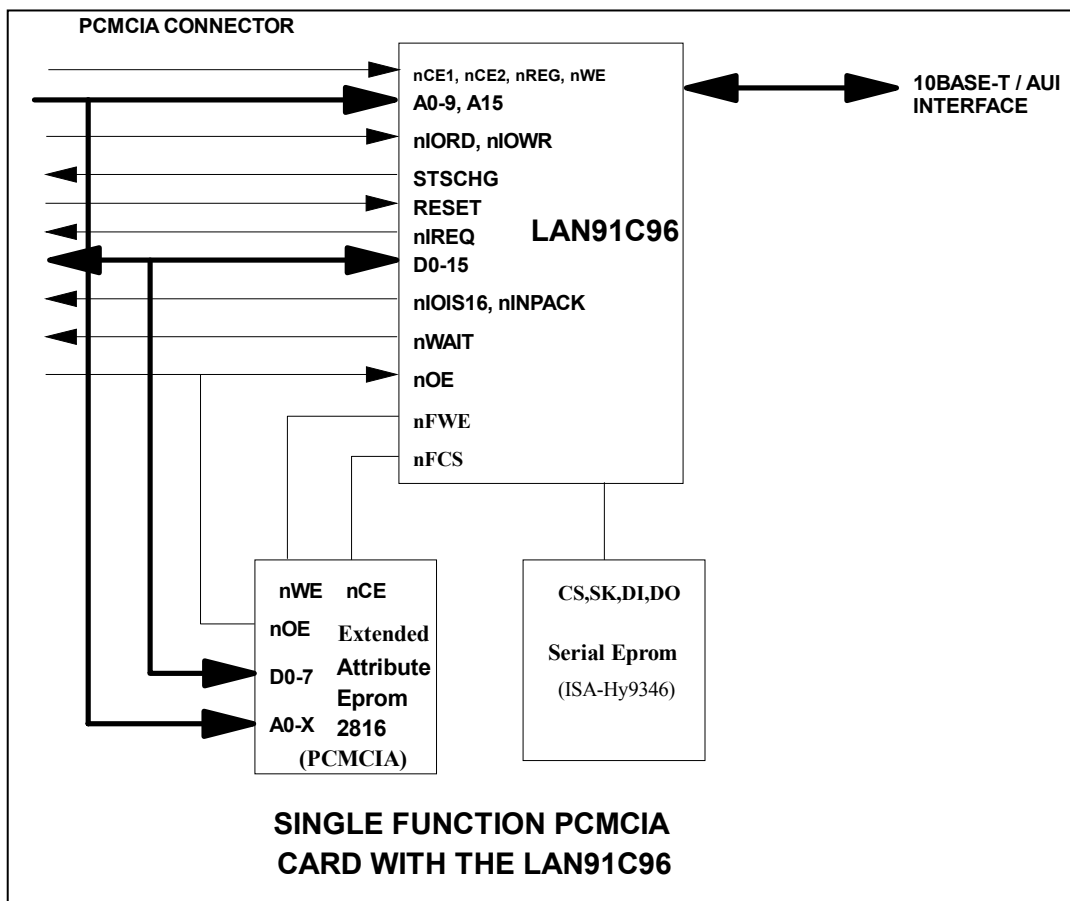 PCMCIA CONNECTOR
nCE1, nCE2, nREG, nWE
A0-9, A15
nIORD, nIOWR
STSCHG
RESET
nIREQ
D0-15
nIOIS16, nINPACK
nWAIT
nOE
nFWE
nFCS
LAN91C96
10BASE-T / AUI
INTERFACE
nWE nCE
nOE Extended
D0-7 Attribute
Eprom
A0-X 2816
(PCMCIA)
CS,SK,DI,DO
Serial Eprom
(ISA-Hy9346)
SINGLE FUNCTION PCMCIA
CARD WITH THE LAN91C96